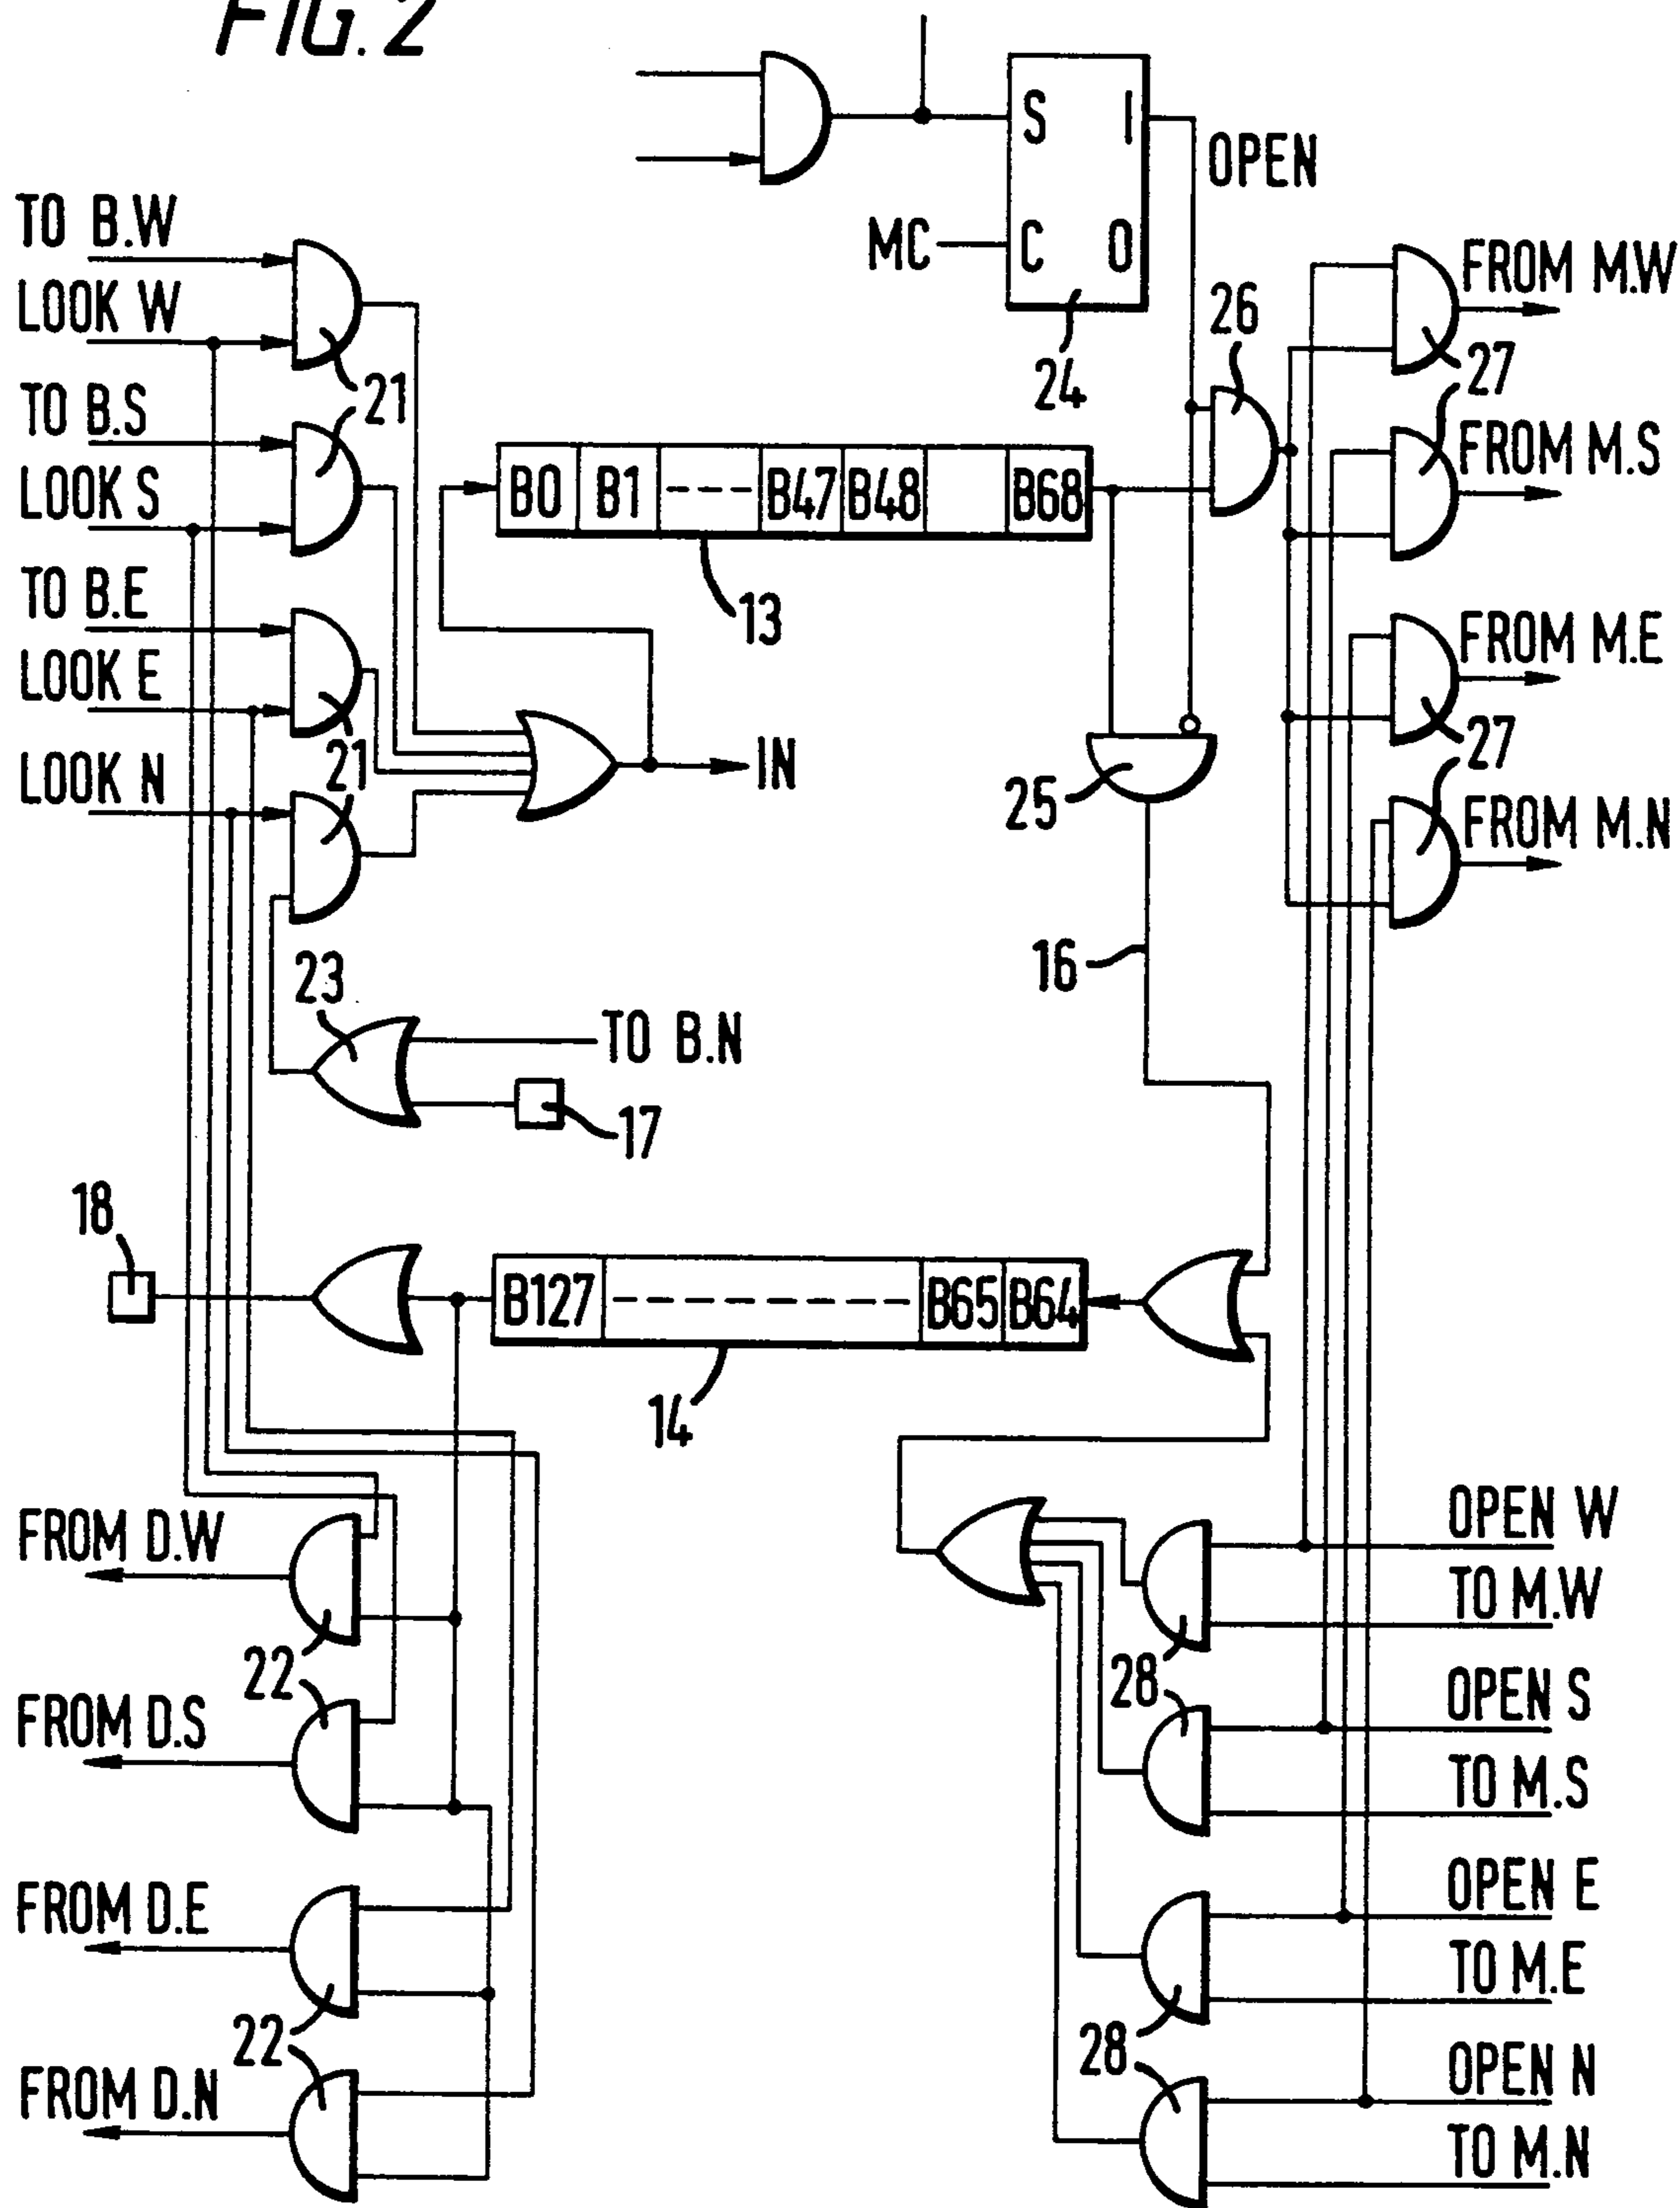 FIG. 2
S I
OPEN
MC C O
24
TO B.W
LOOK W
21
TO B.S
LOOK S
TO B.E
LOOK E
21
LOOK N
26
FROM M.W
27
FROM M.S
FROM M.E
27
FROM M.N
B0 B1 B47 B48 B68
13
IN
25
16
23
TO B.N
17
18
B127 B65 B64
14
FROM D.W
22
FROM D.S
FROM D.E
22
FROM D.N
OPEN W
TO M.W
28
OPEN S
TO M.S
OPEN E
TO M.E
28
OPEN N
TO M.N